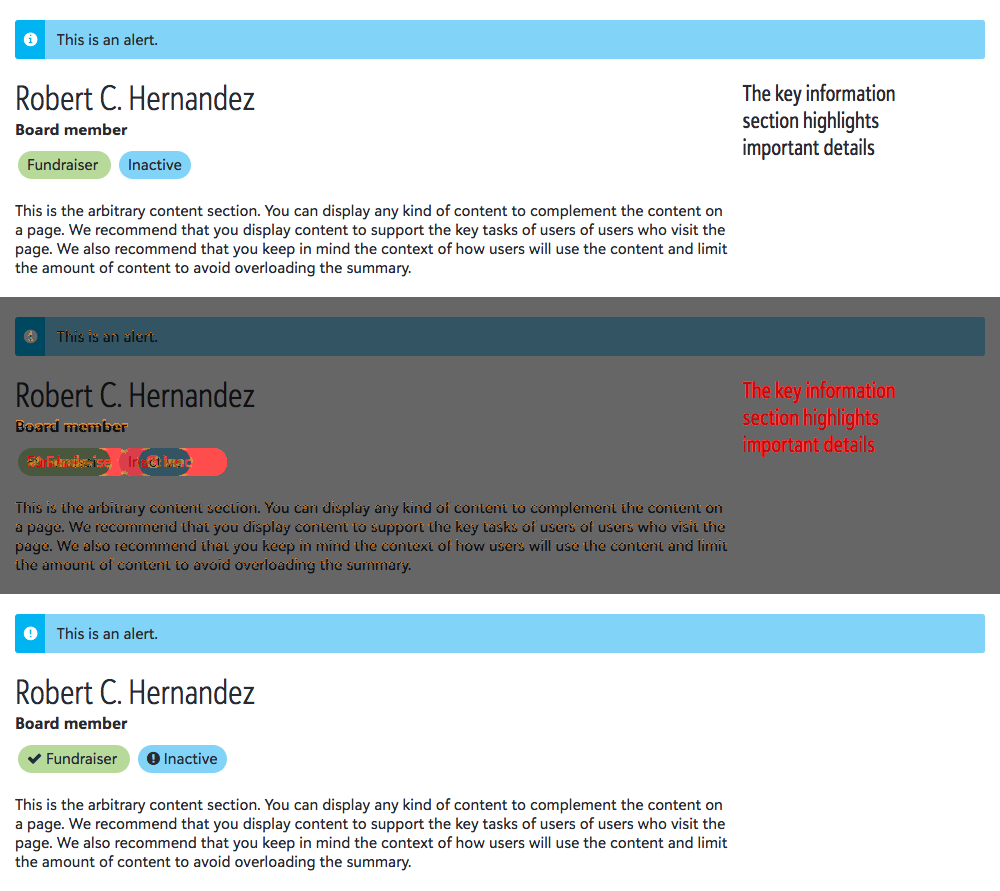 This is an alert.
Robert C. Hernandez
Board member
Fundraiser Inactive
The key information
section highlights
important details
This is the arbitrary content section. You can display any kind of content to complement the content on
a page. We recommend that you display content to support the key tasks of users of users who visit the
page. We also recommend that you keep in mind the context of how users will use the content and limit
the amount of content to avoid overloading the summary.
This is an alert.
Robert C. Hernandez
Board member
The key information
section highlights
important details
This is the arbitrary content section. You can display any kind of content to complement the content on
a page. We recommend that you display content to support the key tasks of users of users who visit the
page. We also recommend that you keep in mind the context of how users will use the content and limit
the amount of content to avoid overloading the summary.
This is an alert.
Robert C. Hernandez
Board member
Fundraiser Inactive
This is the arbitrary content section. You can display any kind of content to complement the content on
a page. We recommend that you display content to support the key tasks of users of users who visit the
page. We also recommend that you keep in mind the context of how users will use the content and limit
the amount of content to avoid overloading the summary.